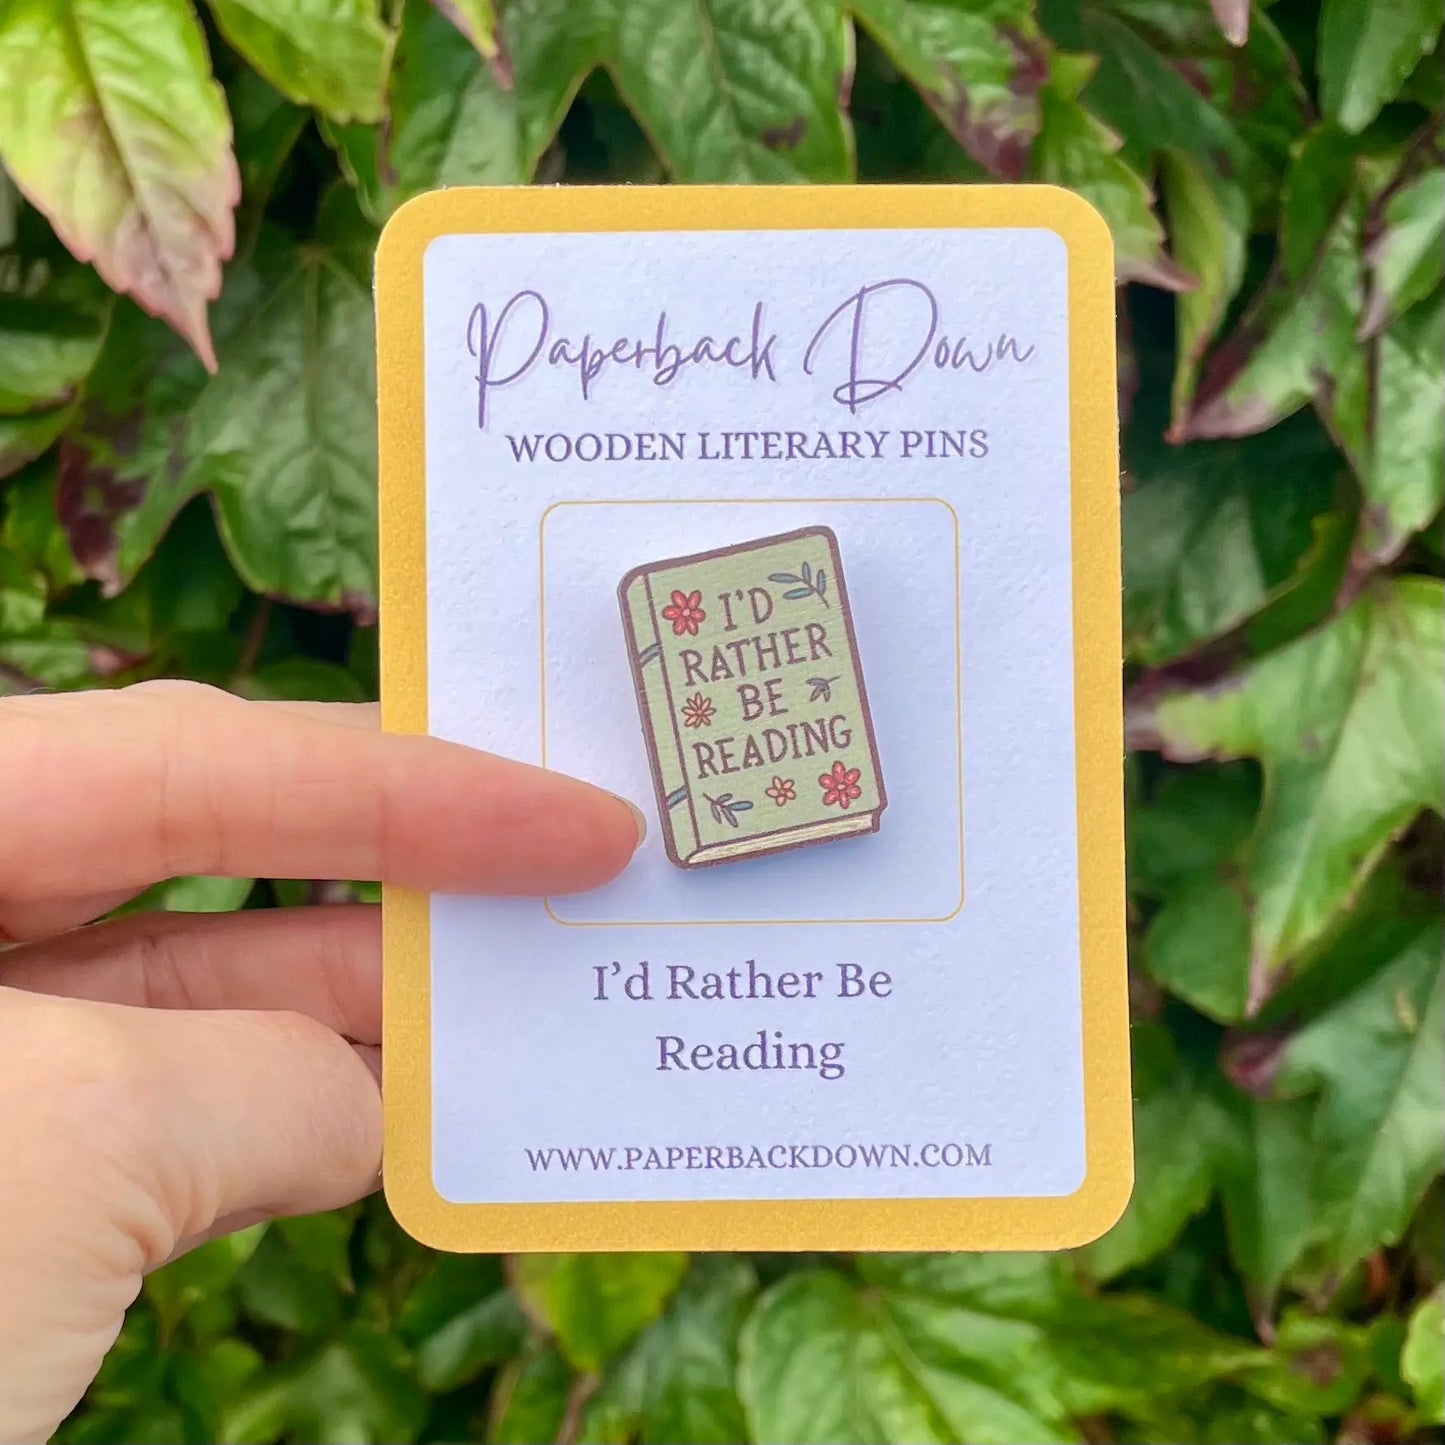 Paperback Down
WOODEN LITERARY PINS
I'D
RATHER
BE
READING
I'd Rather Be
Reading
WWW.PAPERBACKDOWN.COM